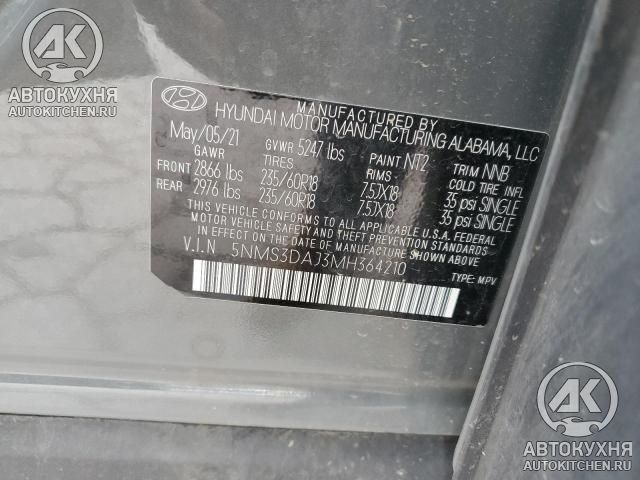 AK
АВТОКУХНЯ
AUTOKITCHEN.RU
MANUFACTURED BY
HYUNDAI MOTOR MANUFACTURING ALABAMA, LLC
May/05/21 GVWR 5247 lbs PAINT NT2 TRIM NNB
GAWR TIRES RIMS COLD TIRE INFL
FRONT 2866 lbs 235/60R18 7.5JX18 35 psi SINGLE
REAR 2976 lbs 235/60R18 7.5JX18 35 psi SINGLE
THIS VEHICLE CONFORMS TO ALL APPLICABLE U.S. FEDERAL
MOTOR VEHICLE SAFETY AND THEFT PREVENTION STANDARDS
IN EFFECT ON THE DATE OF MANUFACTURE SHOWN ABOVE.
V.I.N 5NMS3DAJ3MH364210
TYPE: MPV
AK
АВТОКУХНЯ
AUTOKITCHEN.RU